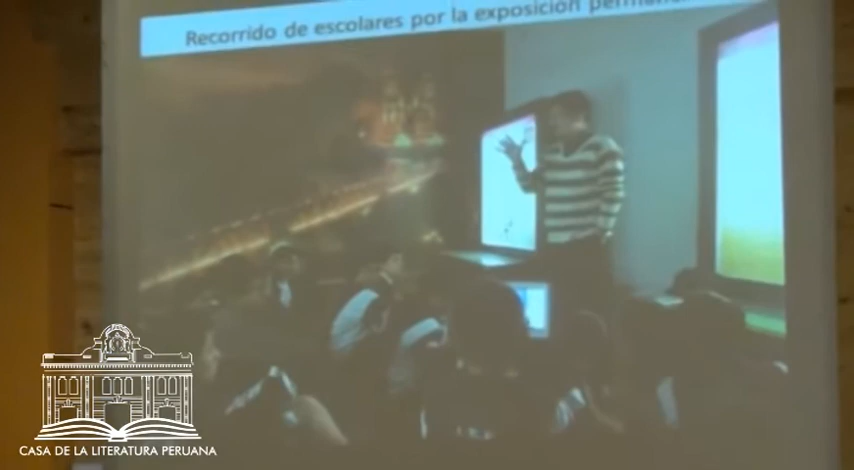 Recorrido de escolares por la exposición
CASA DE LA LITERATURA PERUANA